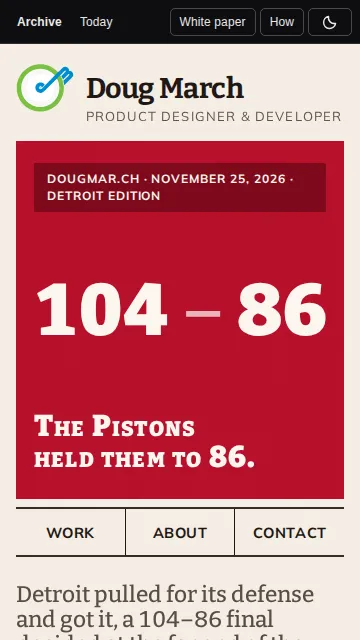 Archive Today White paper How
Doug March
PRODUCT DESIGNER & DEVELOPER
DOUGMAR.CH · NOVEMBER 25, 2026 ·
DETROIT EDITION
104 – 86
The Pistons
held them to 86.
WORK ABOUT CONTACT
Detroit pulled for its defense
and got it, a 104–86 final